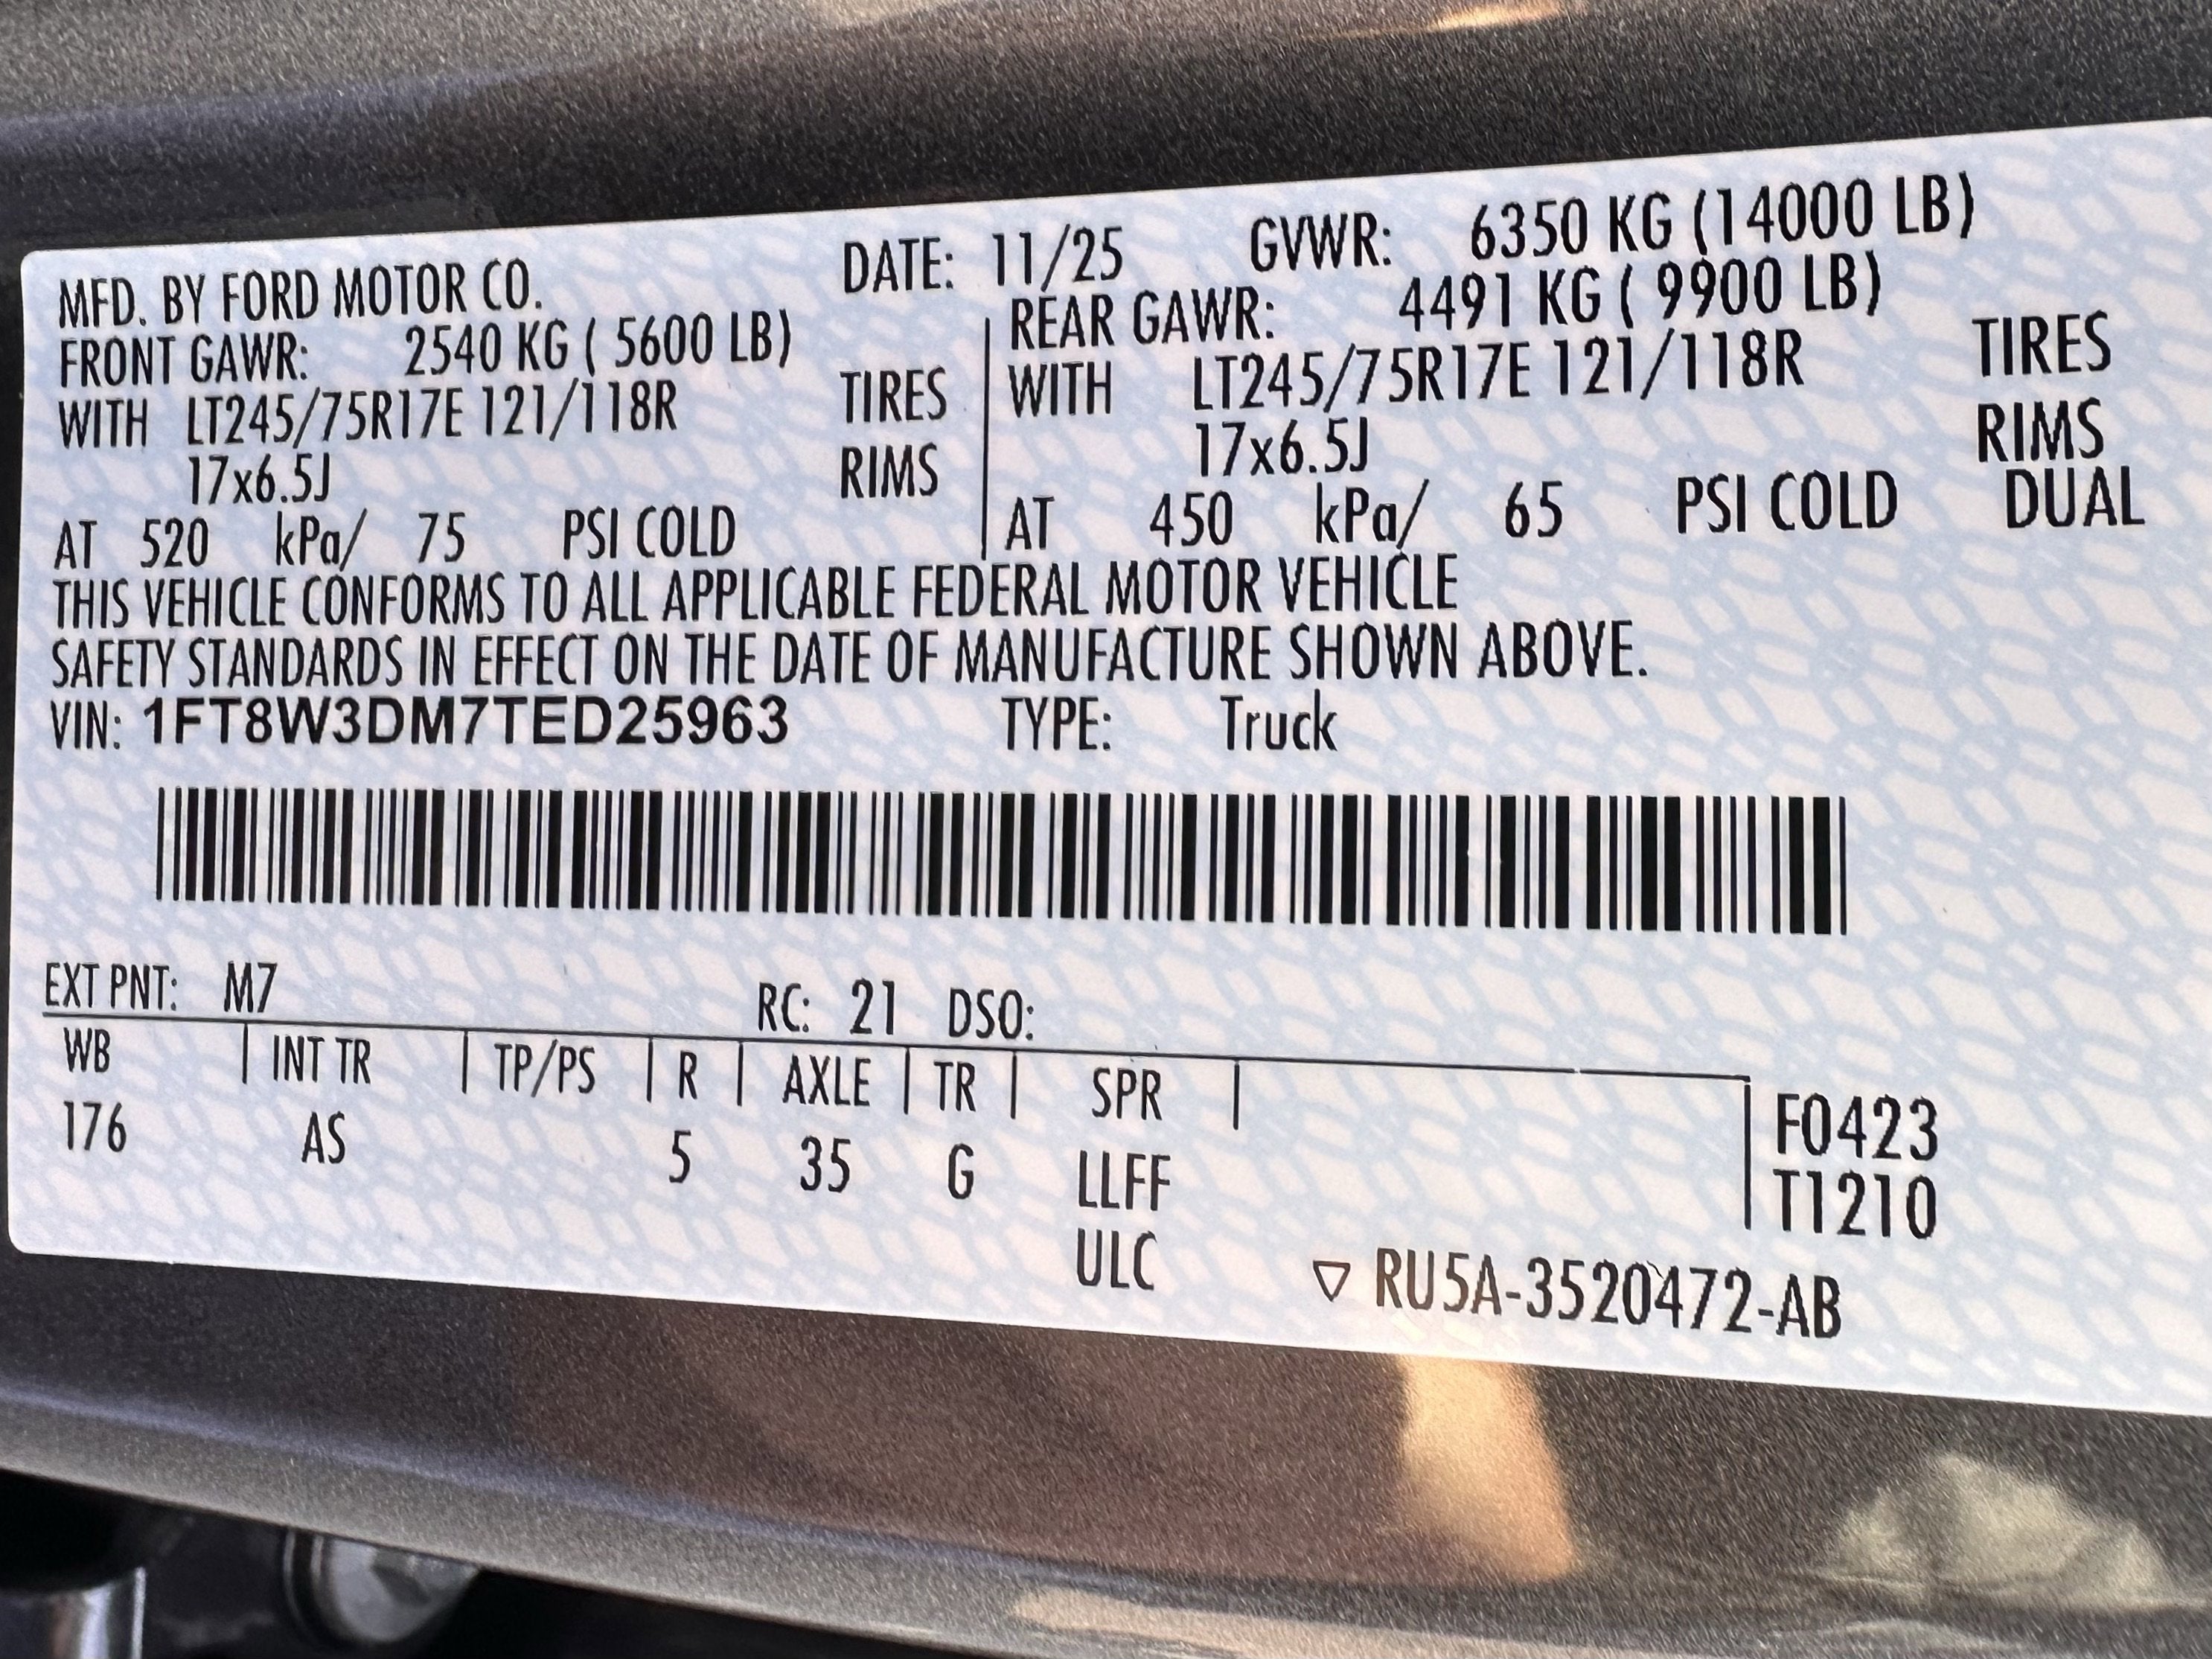 MFD. BY FORD MOTOR CO. DATE: 11/25 GVWR: 6350 KG (14000 LB)
FRONT GAWR: 2540 KG ( 5600 LB) REAR GAWR: 4491 KG ( 9900 LB)
WITH LT245/75R17E 121/118R TIRES WITH LT245/75R17E 121/118R TIRES
17x6.5J RIMS 17x6.5J RIMS
AT 520 kPa/ 75 PSI COLD AT 450 kPa/ 65 PSI COLD DUAL
THIS VEHICLE CONFORMS TO ALL APPLICABLE FEDERAL MOTOR VEHICLE
SAFETY STANDARDS IN EFFECT ON THE DATE OF MANUFACTURE SHOWN ABOVE.
VIN: 1FT8W3DM7TED25963 TYPE: Truck
EXT PNT: M7 RC: 21 DSO:
WB INT TR TP/PS R AXLE TR SPR
176 AS 5 35 G LLFF
ULC
F0423
T1210
RU5A-3520472-AB